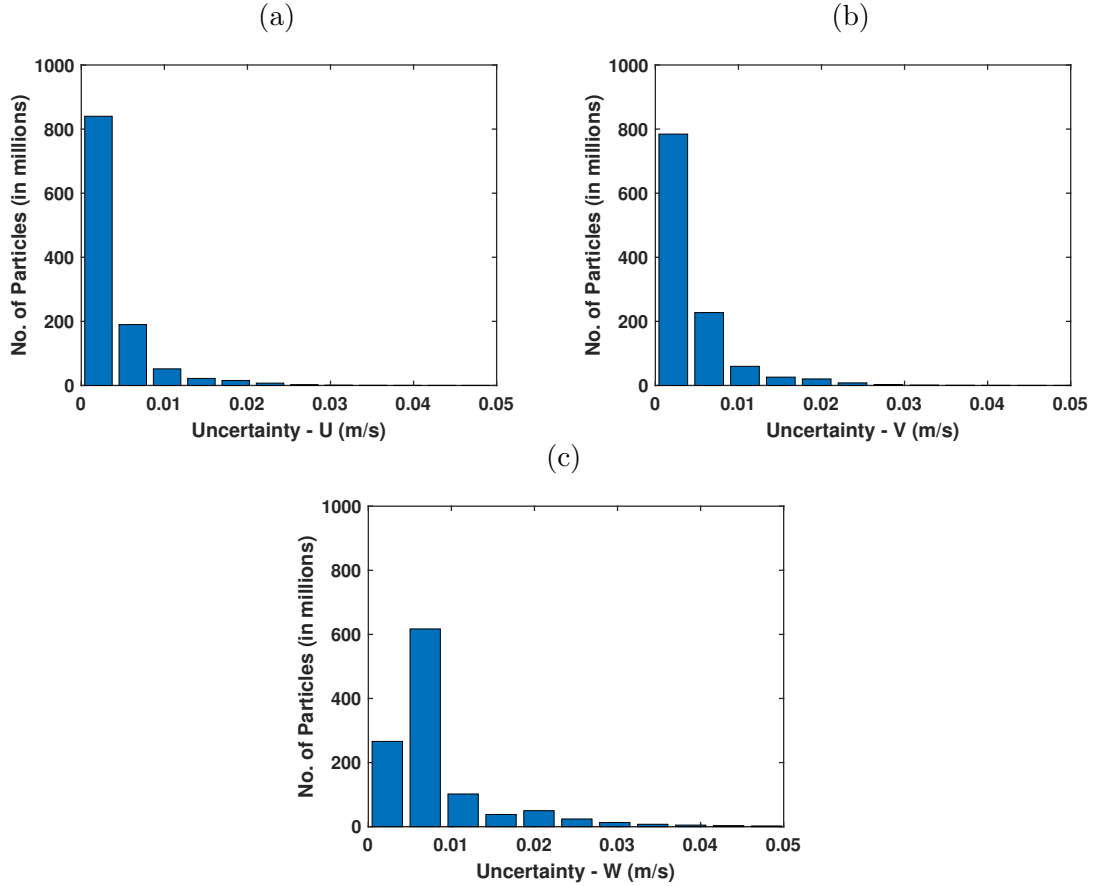 (a)
1000
800
600
400
200
0
No. of Particles (in millions)
0 0.01 0.02 0.03 0.04 0.05
Uncertainty - U (m/s)
(b)
1000
800
600
400
200
0
No. of Particles (in millions)
0 0.01 0.02 0.03 0.04 0.05
Uncertainty - V (m/s)
(c)
1000
800
600
400
200
0
No. of Particles (in millions)
0 0.01 0.02 0.03 0.04 0.05
Uncertainty - W (m/s)